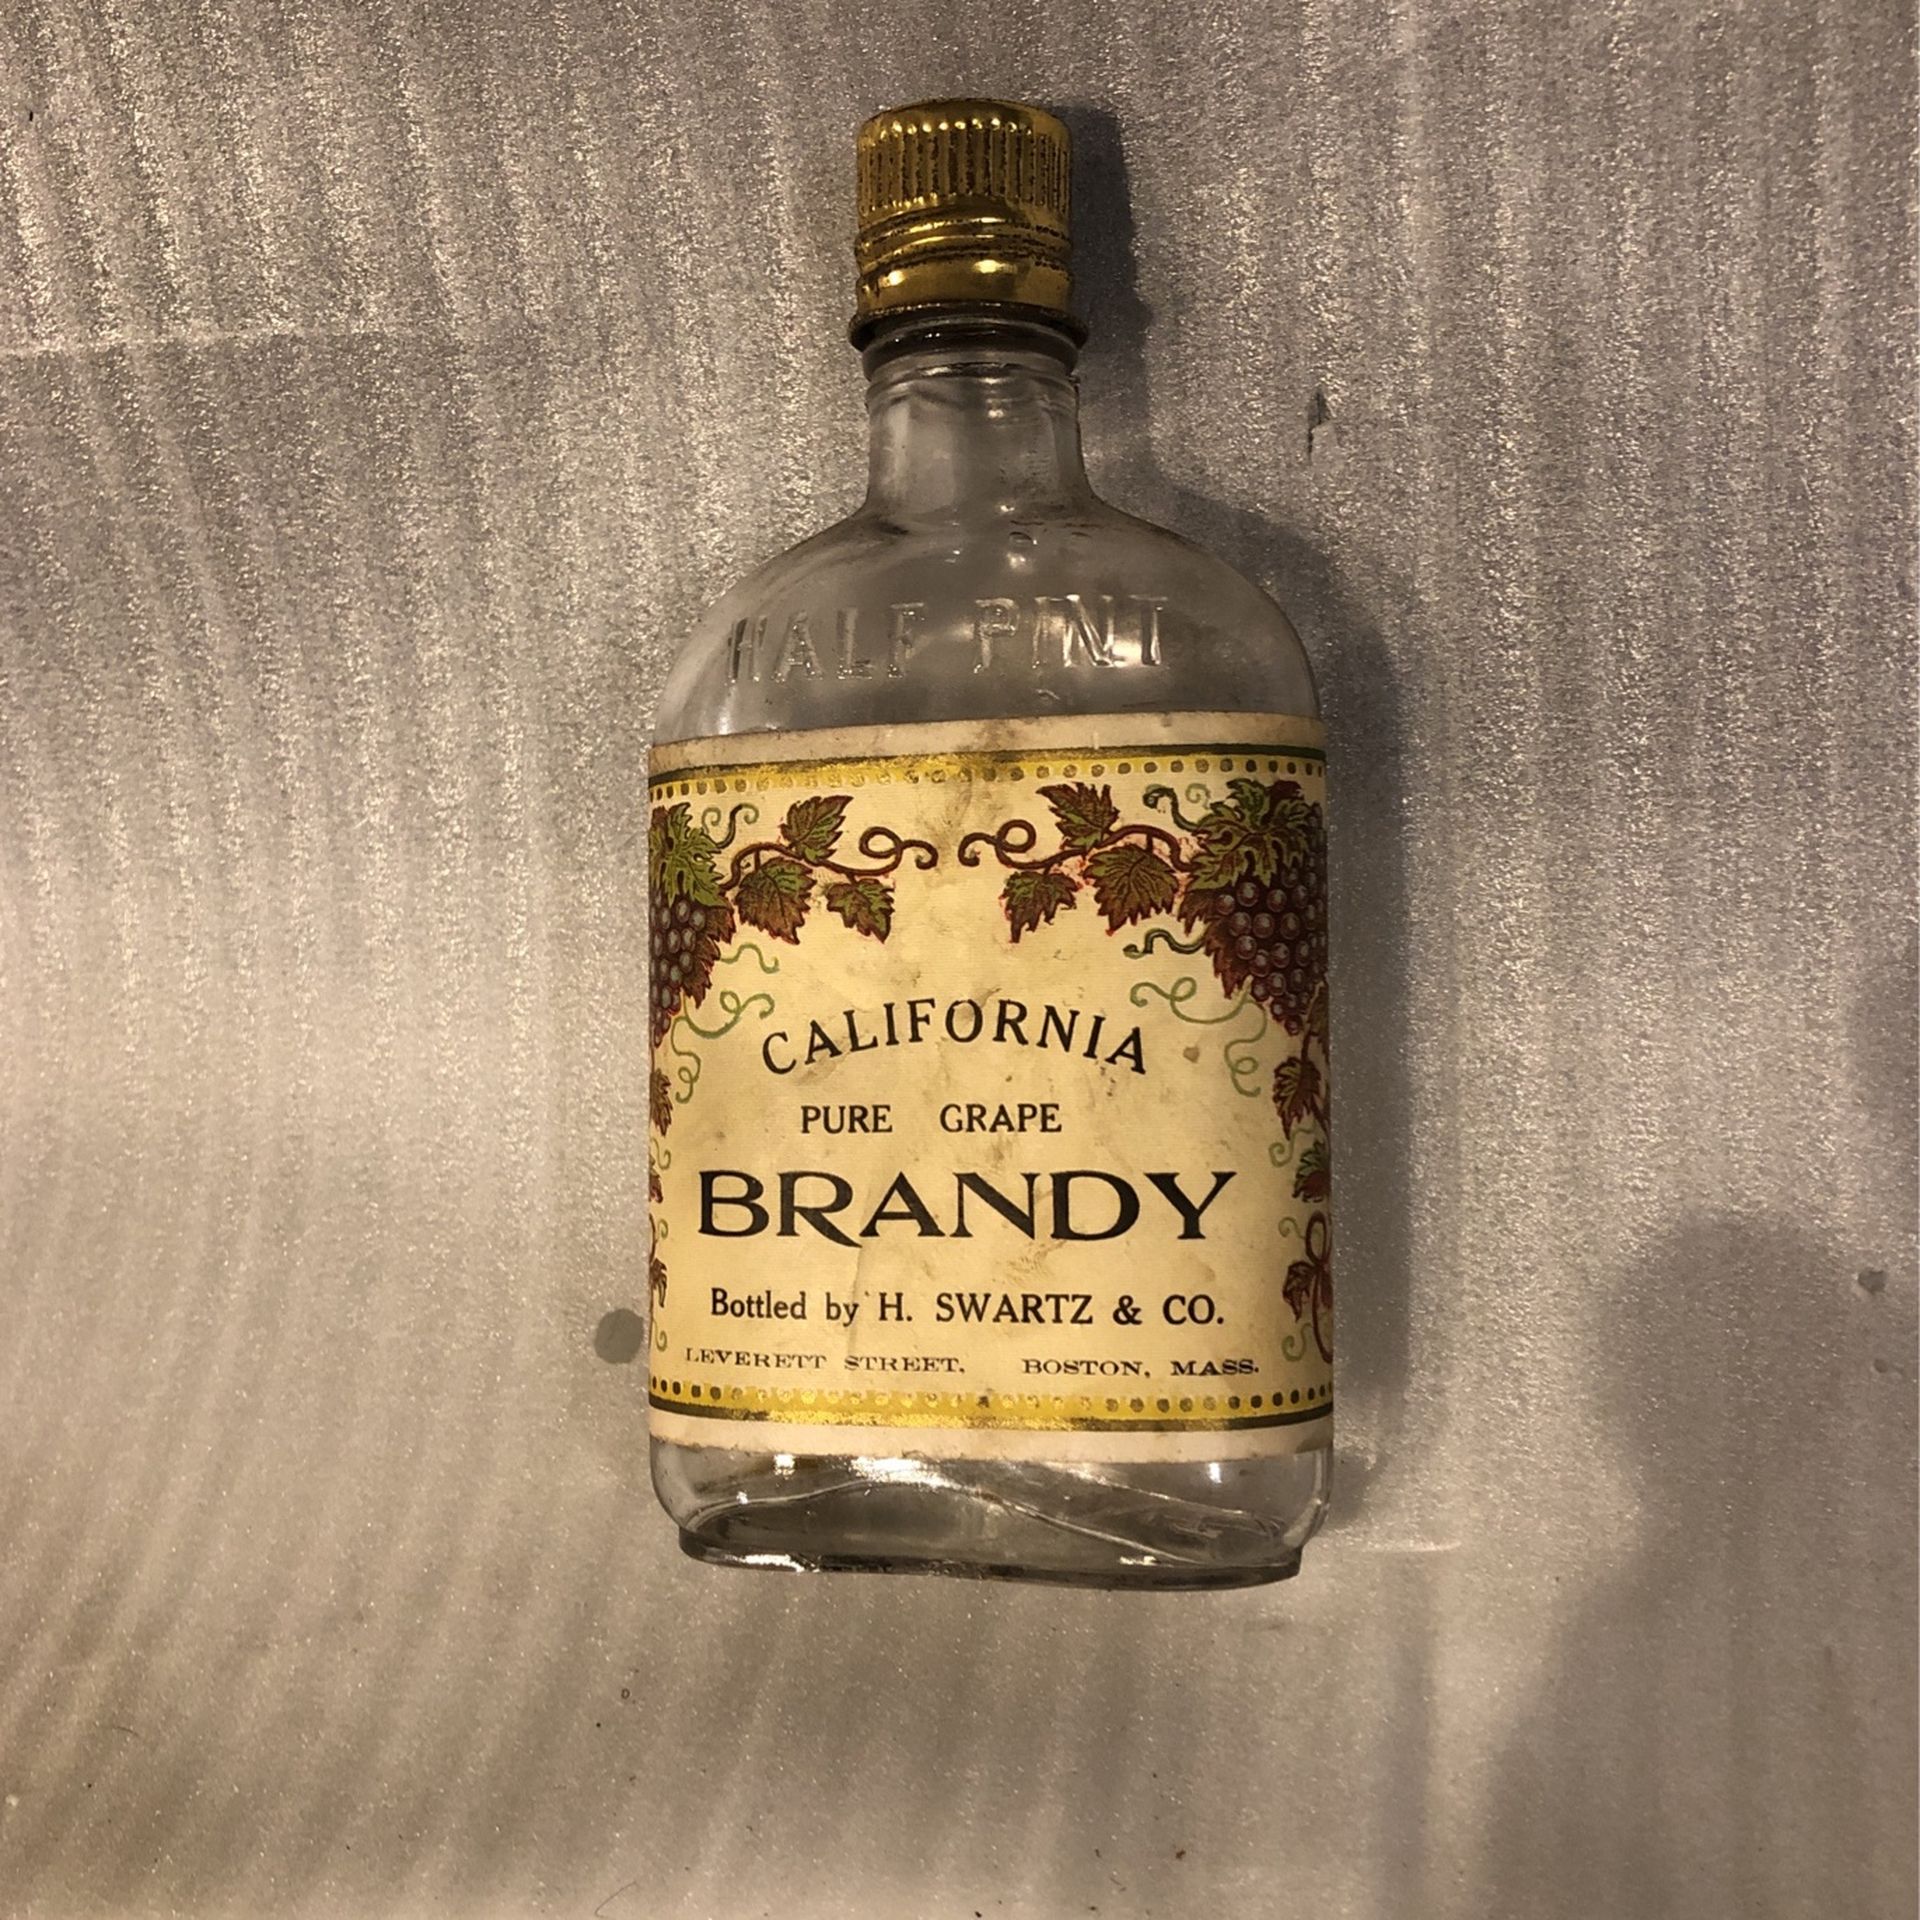 HALF PINT
CALIFORNIA
PURE GRAPE
BRANDY
Bottled by H. SWARTZ & CO.
LEVERETT STREET, BOSTON, MASS.